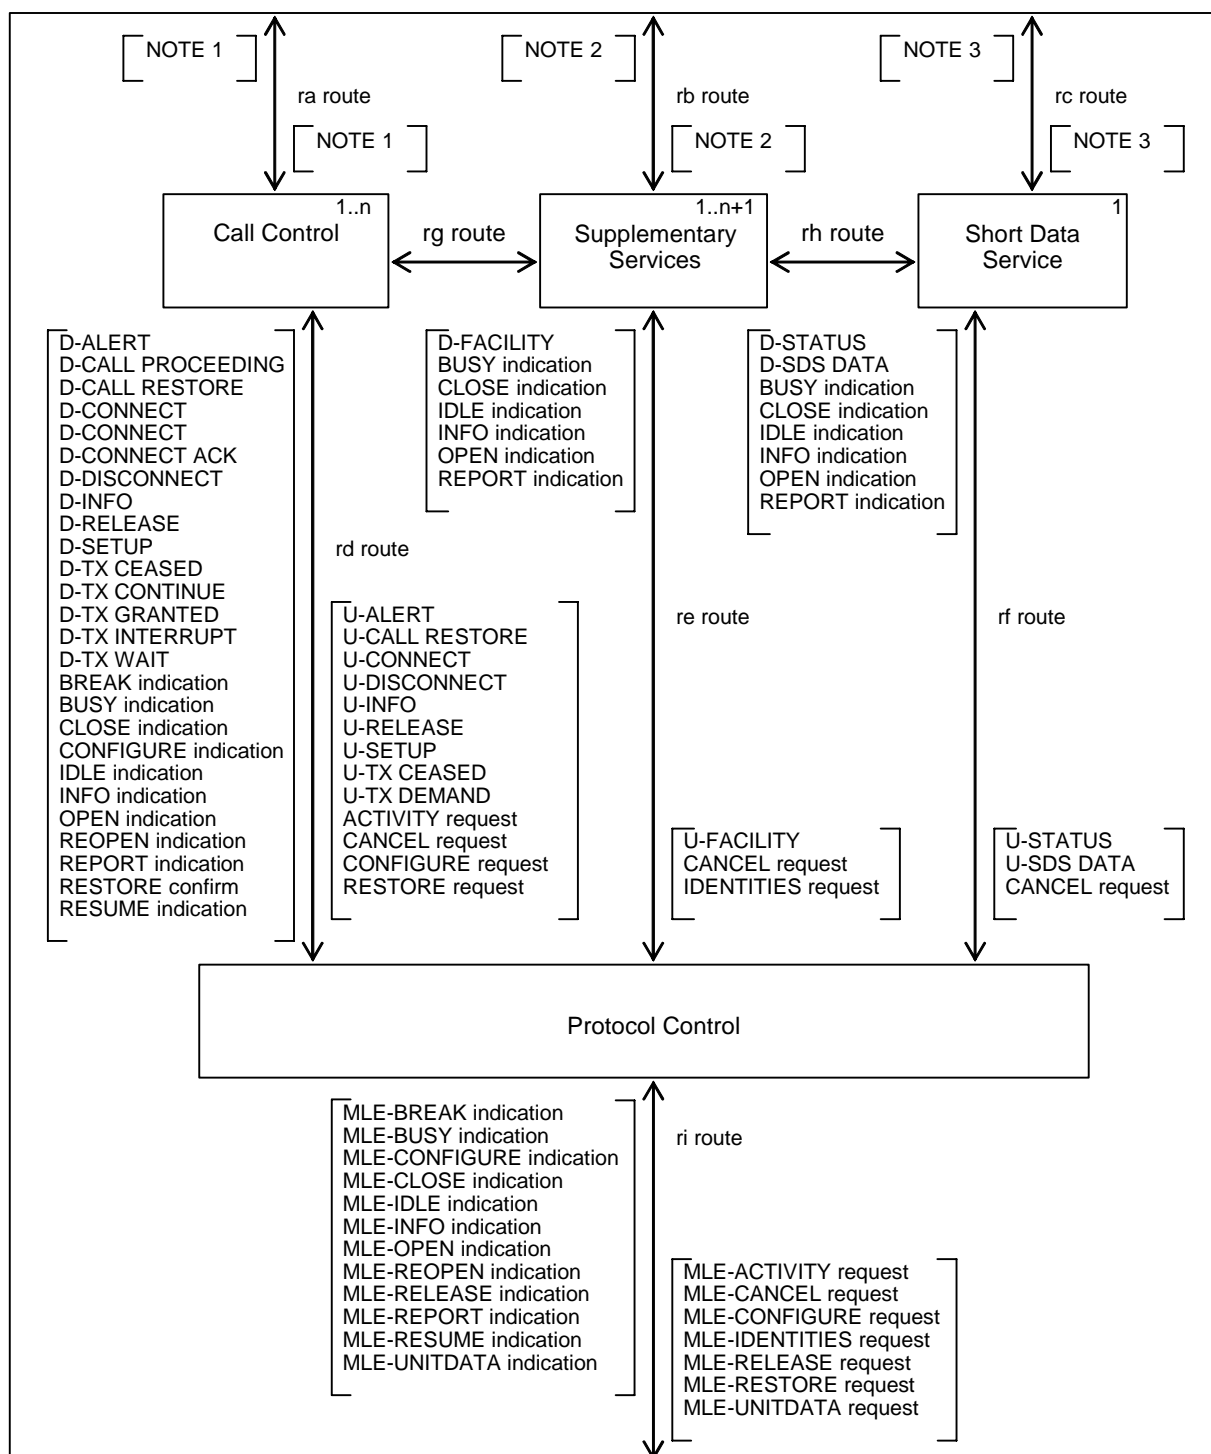 NOTE 1
NOTE 2
NOTE 3
ra route
rb route
rc route
NOTE 1
NOTE 2
NOTE 3
1..n
Call Control
rg route
1..n+1
Supplementary
Services
rh route
1
Short Data
Service
D-ALERT
D-CALL PROCEEDING
D-CALL RESTORE
D-CONNECT
D-CONNECT
D-CONNECT ACK
D-DISCONNECT
D-INFO
D-RELEASE
D-SETUP
D-TX CEASED
D-TX CONTINUE
D-TX GRANTED
D-TX INTERRUPT
D-TX WAIT
BREAK indication
BUSY indication
CLOSE indication
CONFIGURE indication
IDLE indication
INFO indication
OPEN indication
REOPEN indication
REPORT indication
RESTORE confirm
RESUME indication
rd route
U-ALERT
U-CALL RESTORE
U-CONNECT
U-DISCONNECT
U-INFO
U-RELEASE
U-SETUP
U-TX CEASED
U-TX DEMAND
ACTIVITY request
CANCEL request
CONFIGURE request
RESTORE request
D-FACILITY
BUSY indication
CLOSE indication
IDLE indication
INFO indication
OPEN indication
REPORT indication
re route
U-FACILITY
CANCEL request
IDENTITIES request
D-STATUS
D-SDS DATA
BUSY indication
CLOSE indication
IDLE indication
INFO indication
OPEN indication
REPORT indication
rf route
U-STATUS
U-SDS DATA
CANCEL request
Protocol Control
MLE-BREAK indication
MLE-BUSY indication
MLE-CONFIGURE indication
MLE-CLOSE indication
MLE-IDLE indication
MLE-INFO indication
MLE-OPEN indication
MLE-REOPEN indication
MLE-RELEASE indication
MLE-REPORT indication
MLE-RESUME indication
MLE-UNITDATA indication
ri route
MLE-ACTIVITY request
MLE-CANCEL request
MLE-CONFIGURE request
MLE-IDENTITIES request
MLE-RELEASE request
MLE-RESTORE request
MLE-UNITDATA request